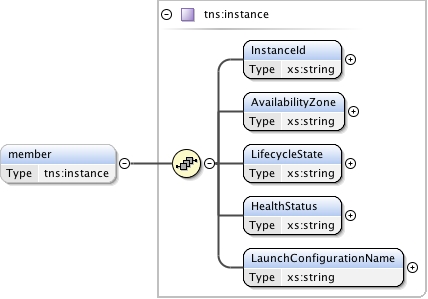 tns:instance
InstanceId
Type xs:string
AvailabilityZone
Type xs:string
member
Type tns:instance
LifecycleState
Type xs:string
HealthStatus
Type xs:string
LaunchConfigurationName
Type xs:string